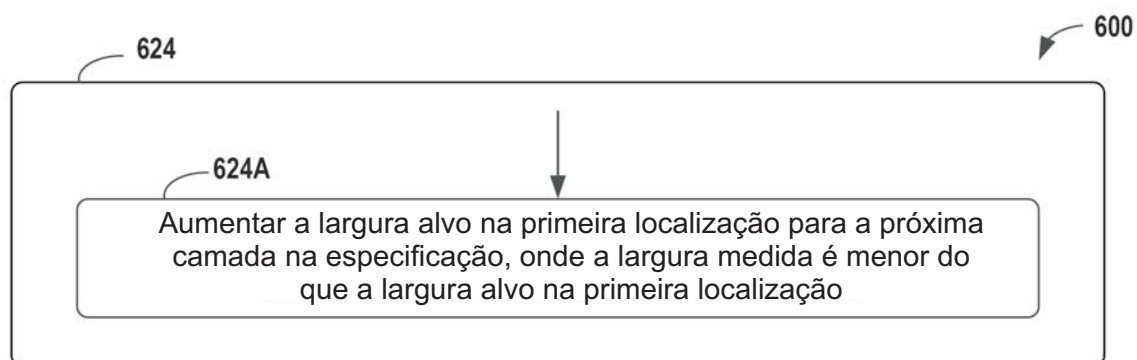 600
624
624A
Aumentar a largura alvo na primeira localização para a próxima
camada na especificação, onde a largura medida é menor do
que a largura alvo na primeira localização